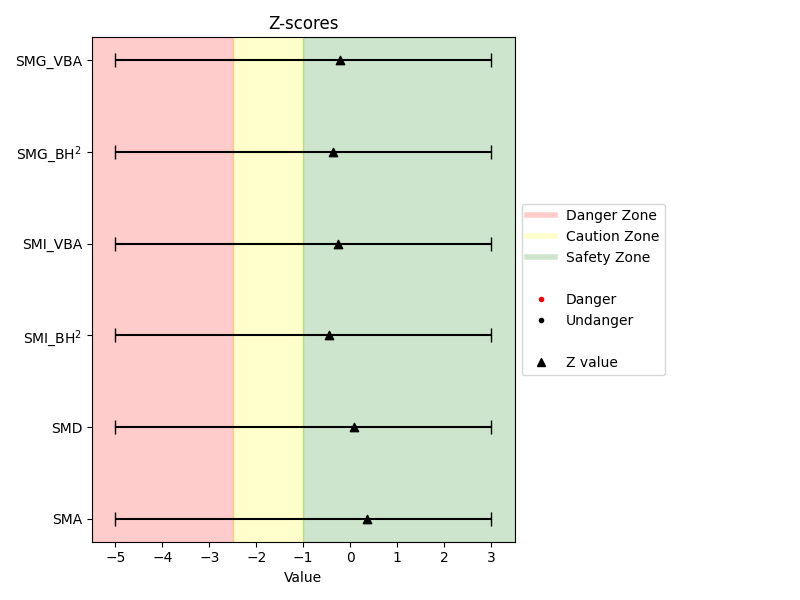 Z-scores
SMG_VBA
SMG_BH²
SMI_VBA
SMI_BH²
SMD
SMA
−5 −4 −3 −2 −1 0 1 2 3
Value
Danger Zone
Caution Zone
Safety Zone
Danger
Undanger
Z value